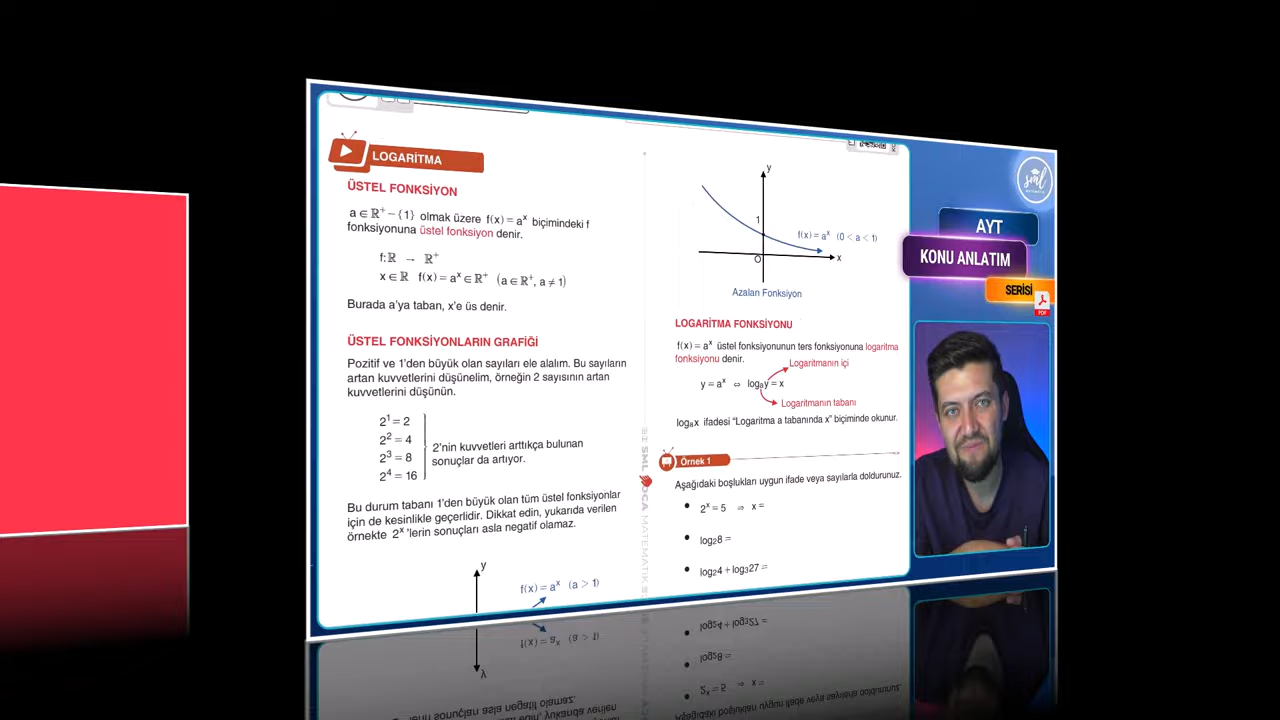 LOGARİTMA
ÜSTEL FONKSİYON
a ∈ ℝ⁺ – {1} olmak üzere f(x) = aˣ biçimindeki f
fonksiyonuna üstel fonksiyon denir.
f: ℝ → ℝ⁺
x ∈ ℝ f(x) = aˣ ∈ ℝ⁺ (a ∈ ℝ⁺, a ≠ 1)
Burada a'ya taban, x'e üs denir.
ÜSTEL FONKSİYONLARIN GRAFİĞİ
Pozitif ve 1'den büyük olan sayıları ele alalım. Bu sayıların
artan kuvvetlerini düşünelim, örneğin 2 sayısının artan
kuvvetlerini düşünün.
2¹ = 2
2² = 4
2³ = 8
2⁴ = 16
2'nin kuvvetleri arttıkça bulunan
sonuçlar da artıyor.
Bu durum tabanı 1'den büyük olan tüm üstel fonksiyonlar
için de kesinlikle geçerlidir. Dikkat edin, yukarıda verilen
örnekte 2ˣ 'lerin sonuçları asla negatif olamaz.
y
f(x) = aˣ (a > 1)
SML HOCA MATEMATİK
y
1
f(x) = aˣ (0 < a < 1)
O
x
Azalan Fonksiyon
LOGARİTMA FONKSİYONU
f(x) = aˣ üstel fonksiyonunun ters fonksiyonuna logaritma
fonksiyonu denir.
Logaritmanın içi
y = aˣ ⇔ logₐy = x
Logaritmanın tabanı
logₐx ifadesi “Logaritma a tabanında x” biçiminde okunur.
Örnek 1
Aşağıdaki boşlukları uygun ifade veya sayılarla doldurunuz.
• 2ˣ = 5 ⇒ x =
• log₂8 =
• log₂4 + log₃27 =
sml
AYT
KONU ANLATIM
SERİSİ
PDF